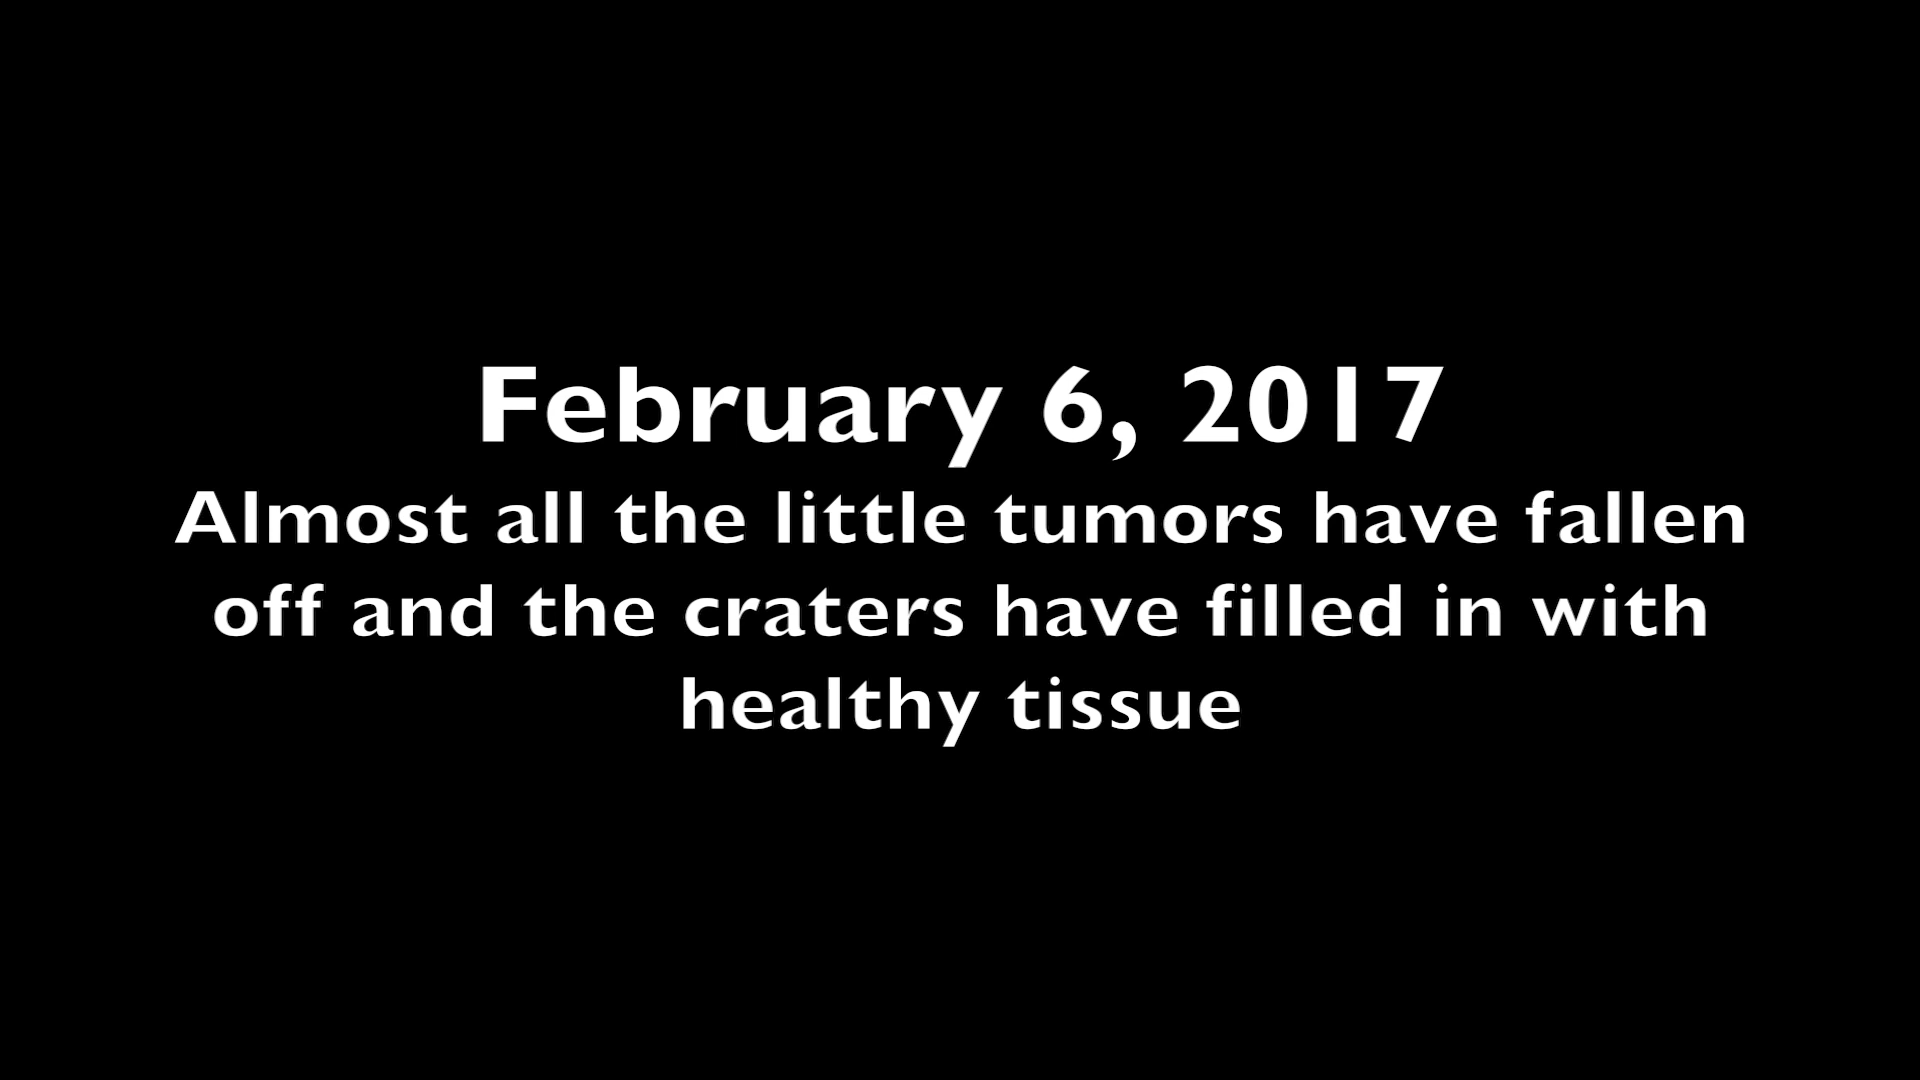 February 6, 2017
Almost all the little tumors have fallen
off and the craters have filled in with
healthy tissue